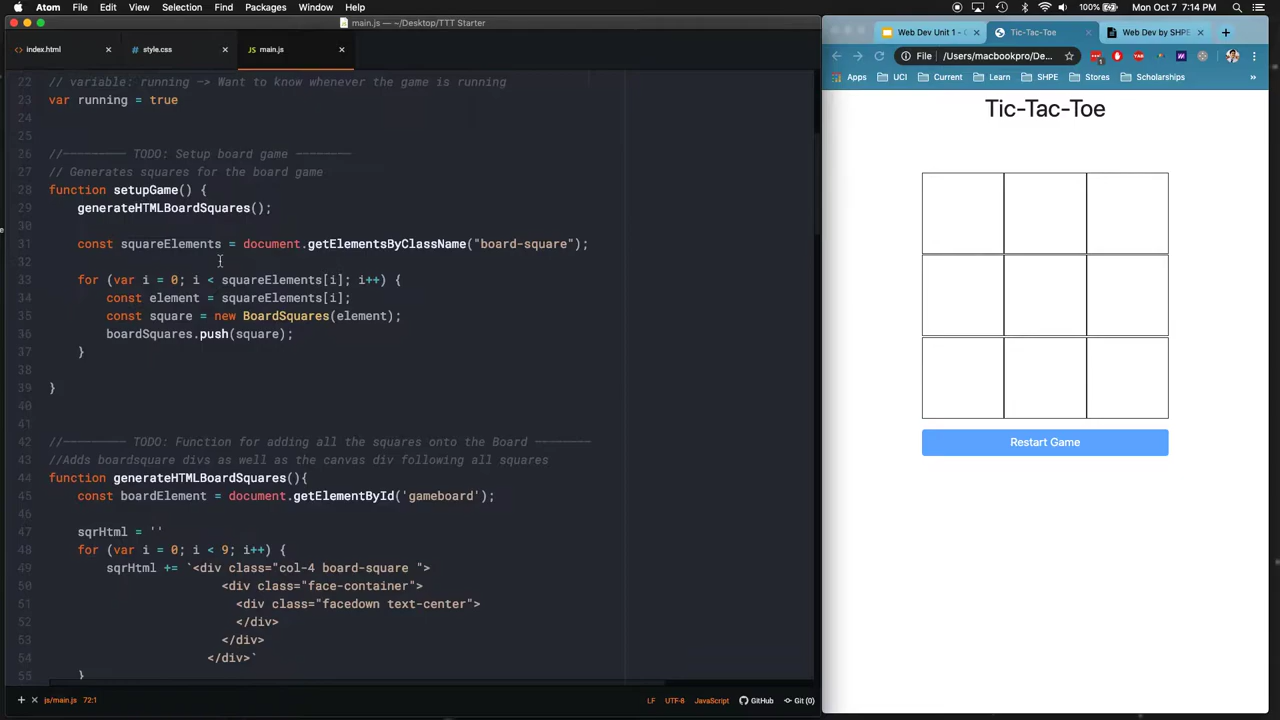 Atom File Edit View Selection Find Packages Window Help 100% Mon Oct 7 7:14 PM
main.js — ~/Desktop/TTT Starter
index.html style.css main.js
22 // variable: running —> Want to know whenever the game is running
23 var running = true
24
25
26 //————————— TODO: Setup board game ————————
27 // Generates squares for the board game
28 function setupGame() {
29 generateHTMLBoardSquares();
30
31 const squareElements = document.getElementsByClassName("board-square");
32
33 for (var i = 0; i < squareElements[i]; i++) {
34 const element = squareElements[i];
35 const square = new BoardSquares(element);
36 boardSquares.push(square);
37 }
38
39 }
40
41
42 //————————— TODO: Function for adding all the squares onto the Board ————————
43 //Adds boardsquare divs as well as the canvas div following all squares
44 function generateHTMLBoardSquares(){
45 const boardElement = document.getElementById('gameboard');
46
47 sqrHtml = ''
48 for (var i = 0; i < 9; i++) {
49 sqrHtml += `<div class="col-4 board-square ">
50 <div class="face-container">
51 <div class="facedown text-center">
52 </div>
53 </div>
54 </div>`
55 }
js/main.js 72:1 LF UTF-8 JavaScript GitHub Git (0)
Web Dev Unit 1 - Tic-Tac-Toe Web Dev by SHPE
File /Users/macbookpro/De...
Apps UCI Current Learn SHPE Stores Scholarships »
Tic-Tac-Toe
Restart Game